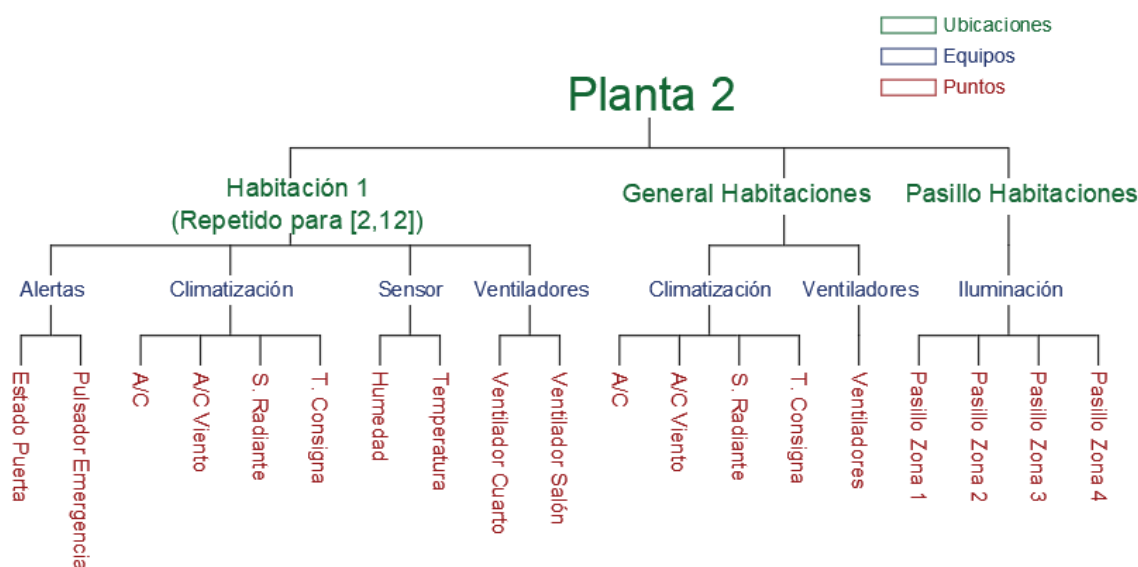 Ubicaciones
Equipos
Puntos
Planta 2
Habitación 1
(Repetido para [2,12])
General Habitaciones
Pasillo Habitaciones
Alertas
Climatización
Sensor
Ventiladores
Climatización
Ventiladores
Iluminación
Estado Puerta
Pulsador Emergencia
A/C
A/C Viento
S. Radiante
T. Consigna
Humedad
Temperatura
Ventilador Cuarto
Ventilador Salón
A/C
A/C Viento
S. Radiante
T. Consigna
Ventiladores
Pasillo Zona 1
Pasillo Zona 2
Pasillo Zona 3
Pasillo Zona 4